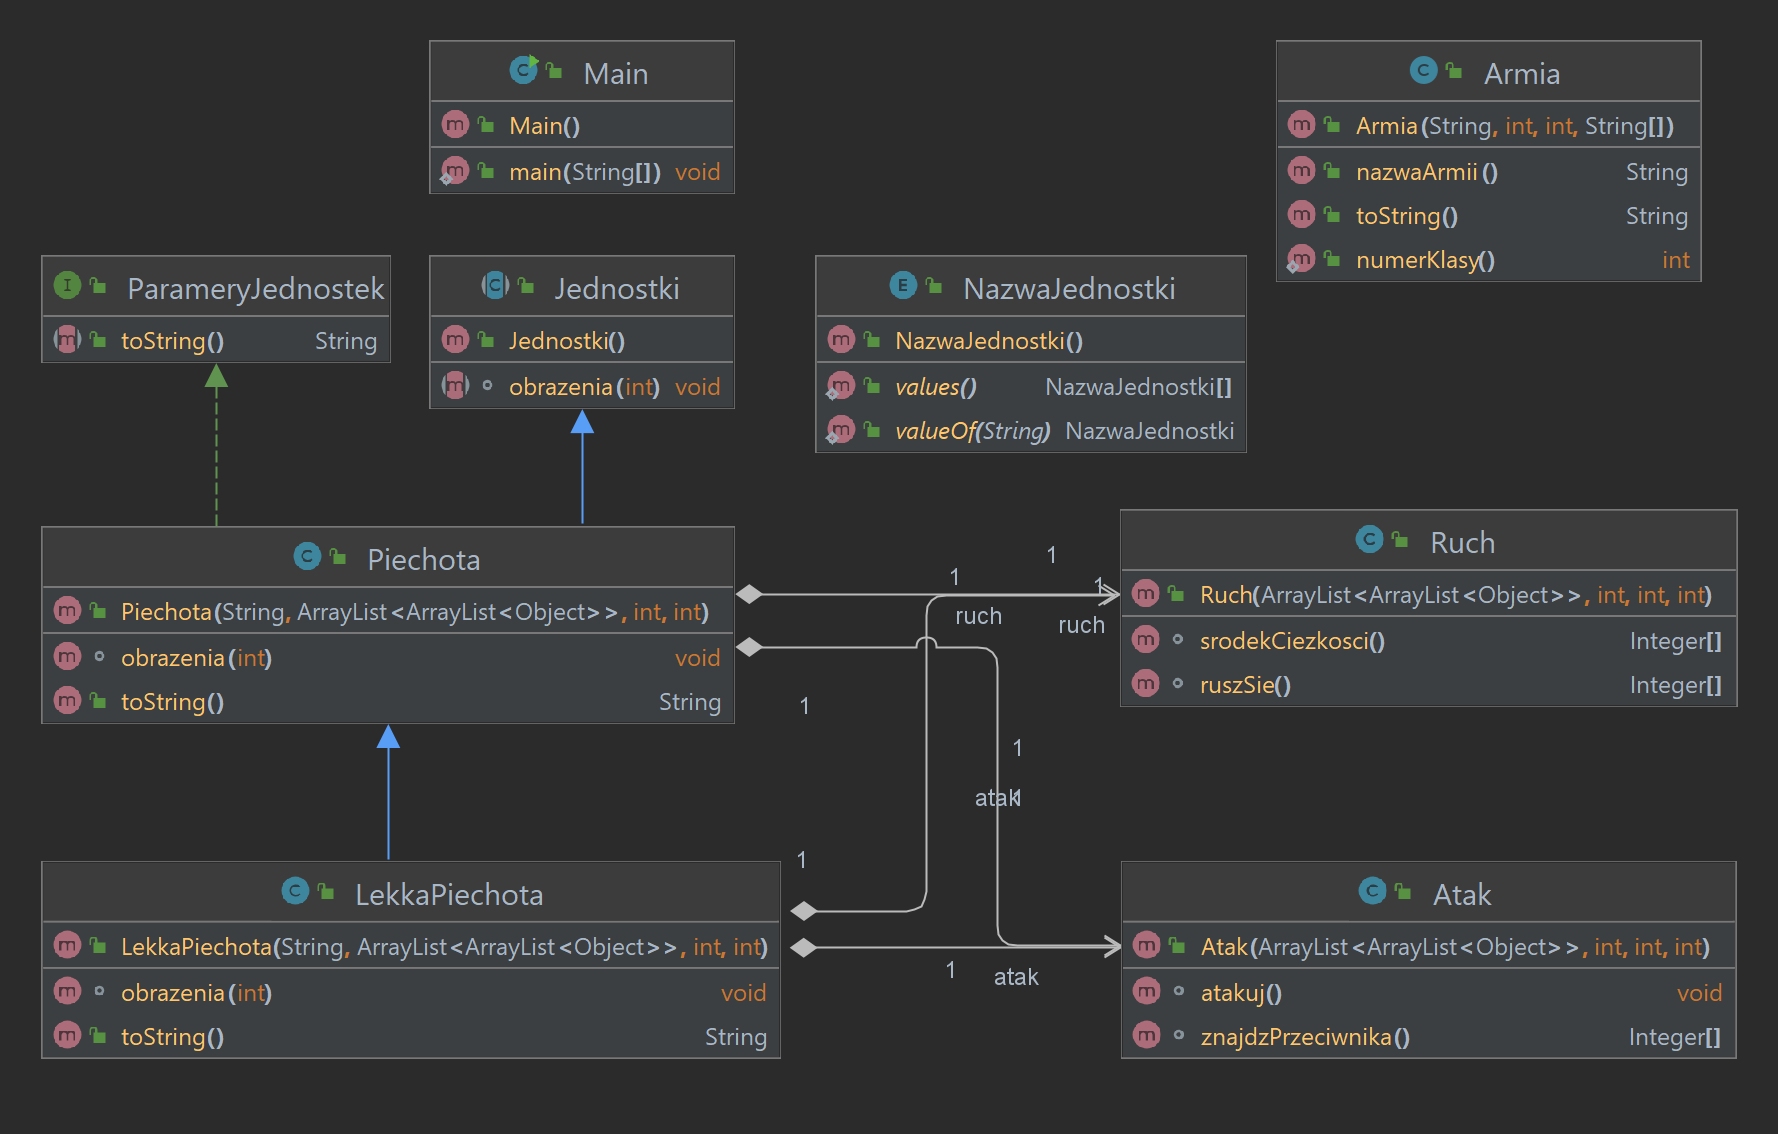 Main
Main()
main(String[]) void
Armia
Armia(String, int, int, String[])
nazwaArmii() String
toString() String
numerKlasy() int
ParameryJednostek
toString() String
Jednostki
Jednostki()
obrazenia(int) void
NazwaJednostki
NazwaJednostki()
values() NazwaJednostki[]
valueOf(String) NazwaJednostki
Piechota
Piechota(String, ArrayList<ArrayList<Object>>, int, int)
obrazenia(int) void
toString() String
1
1
1
ruch
ruch
Ruch
Ruch(ArrayList<ArrayList<Object>>, int, int, int)
srodekCiezkosci() Integer[]
ruszSie() Integer[]
1
1
atak
1
1
LekkaPiechota
LekkaPiechota(String, ArrayList<ArrayList<Object>>, int, int)
obrazenia(int) void
toString() String
1
atak
Atak
Atak(ArrayList<ArrayList<Object>>, int, int, int)
atakuj() void
znajdzPrzeciwnika() Integer[]